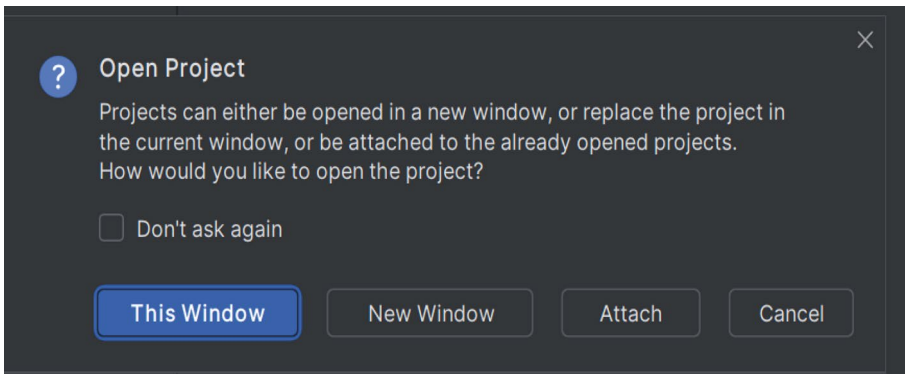 Open Project
Projects can either be opened in a new window, or replace the project in
the current window, or be attached to the already opened projects.
How would you like to open the project?
Don't ask again
This Window
New Window
Attach
Cancel